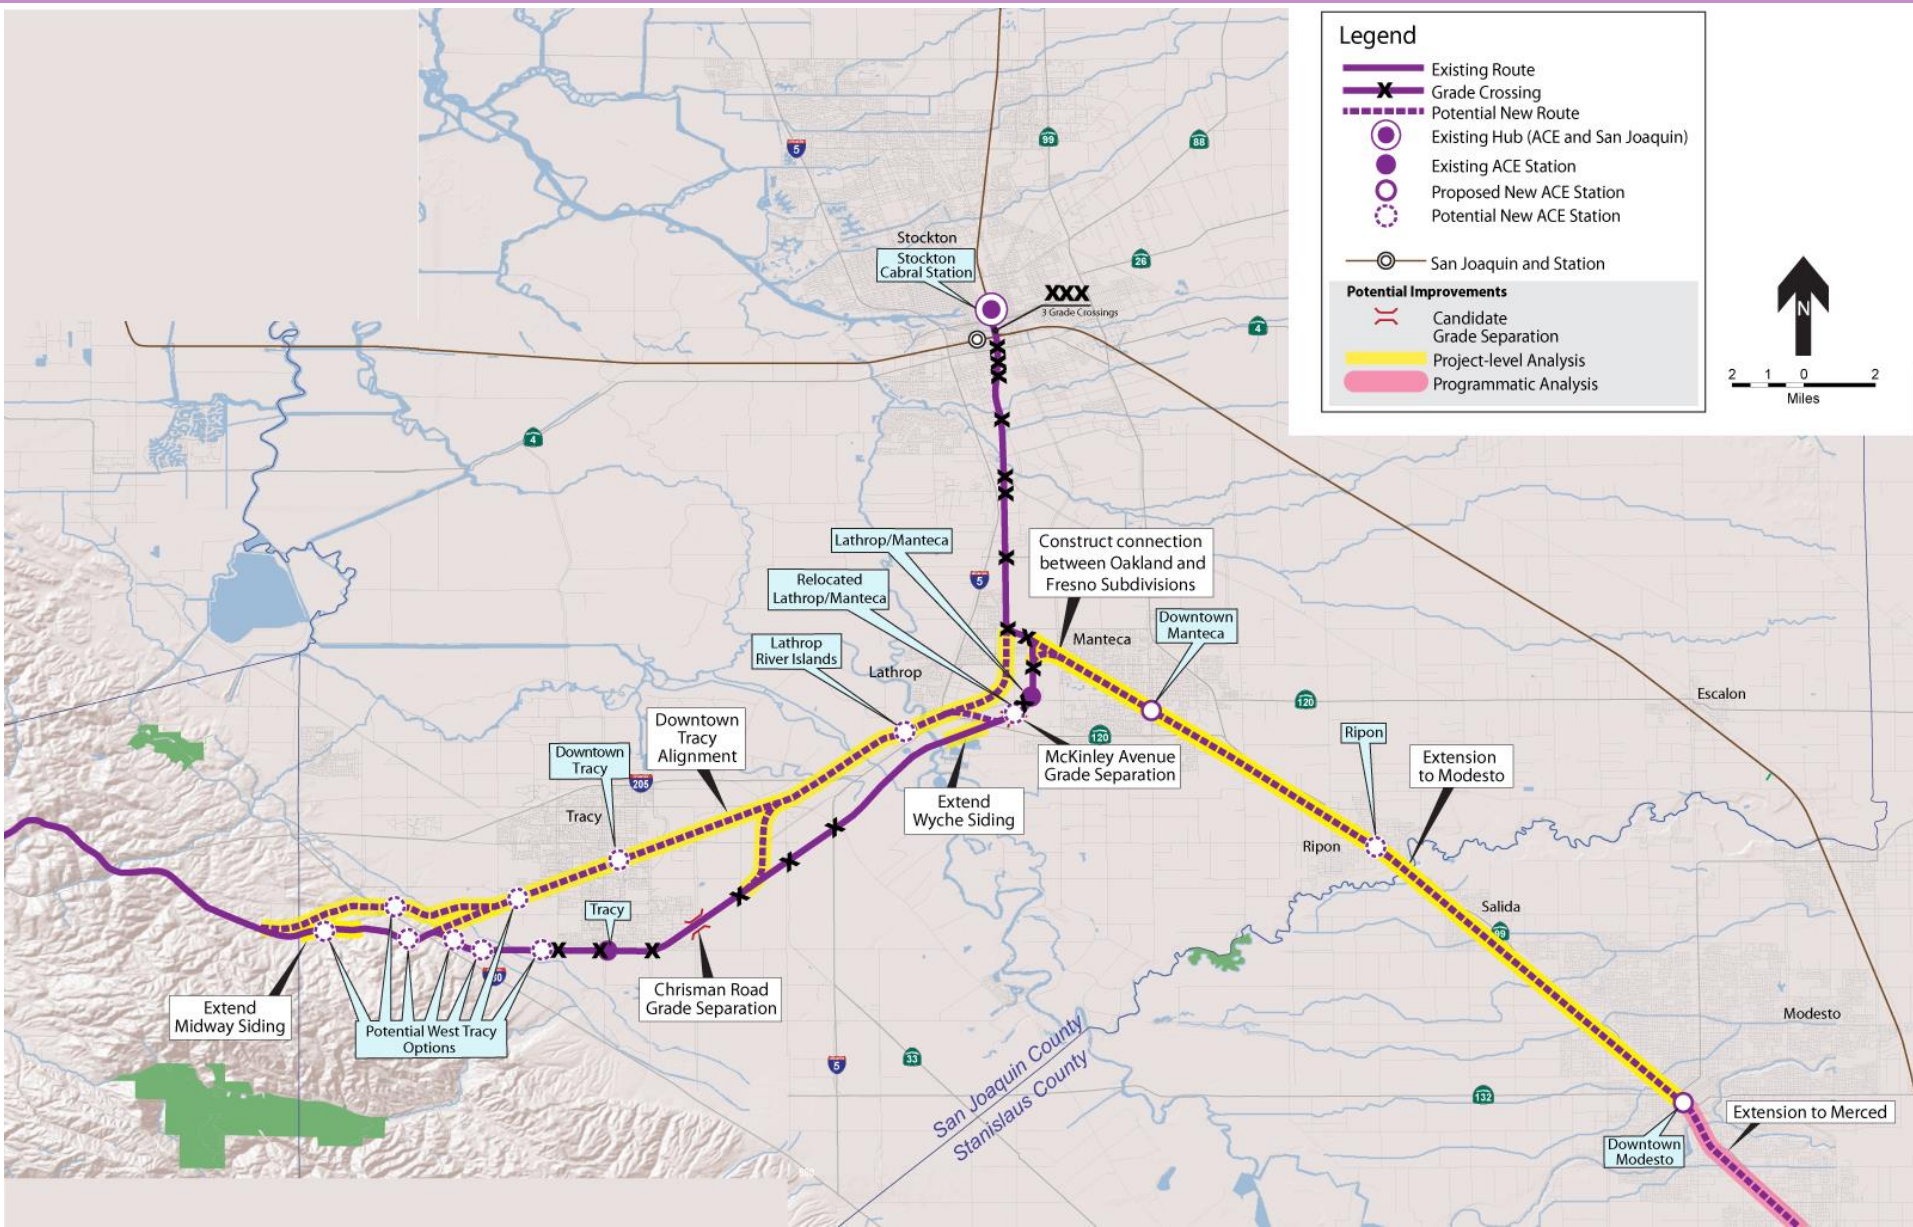 Legend
Existing Route
X
Grade Crossing
Potential New Route
Existing Hub (ACE and San Joaquin)
Existing ACE Station
Proposed New ACE Station
Potential New ACE Station
San Joaquin and Station
Potential Improvements
Candidate
Grade Separation
Project-level Analysis
Programmatic Analysis
N
2 1 0 2
Miles
5
99
88
26
4
Stockton
Stockton
Cabral Station
XXX
3 Grade Crossings
4
Lathrop/Manteca
Relocated
Lathrop/Manteca
5
Construct connection
between Oakland and
Fresno Subdivisions
Lathrop
River Islands
Lathrop
Manteca
Downtown
Manteca
120
120
Escalon
Downtown
Tracy
Alignment
Downtown
Tracy
205
Tracy
McKinley Avenue
Grade Separation
Extend
Wyche Siding
Ripon
Extension
to Modesto
Ripon
Salida
99
Tracy
Chrisman Road
Grade Separation
Extend
Midway Siding
Potential West Tracy
Options
5
33
San Joaquin County
Stanislaus County
132
Modesto
Extension to Merced
Downtown
Modesto